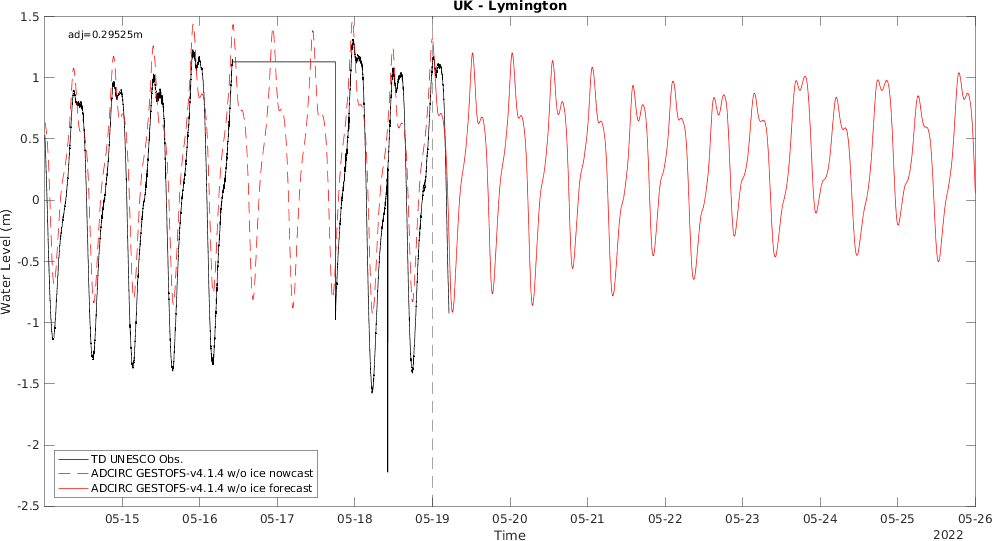 UK - Lymington
adj=0.29525m
1.5
1
0.5
0
-0.5
-1
-1.5
-2
-2.5
Water Level (m)
TD UNESCO Obs.
ADCIRC GESTOFS-v4.1.4 w/o ice nowcast
ADCIRC GESTOFS-v4.1.4 w/o ice forecast
05-15 05-16 05-17 05-18 05-19 05-20 05-21 05-22 05-23 05-24 05-25 05-26
Time
2022